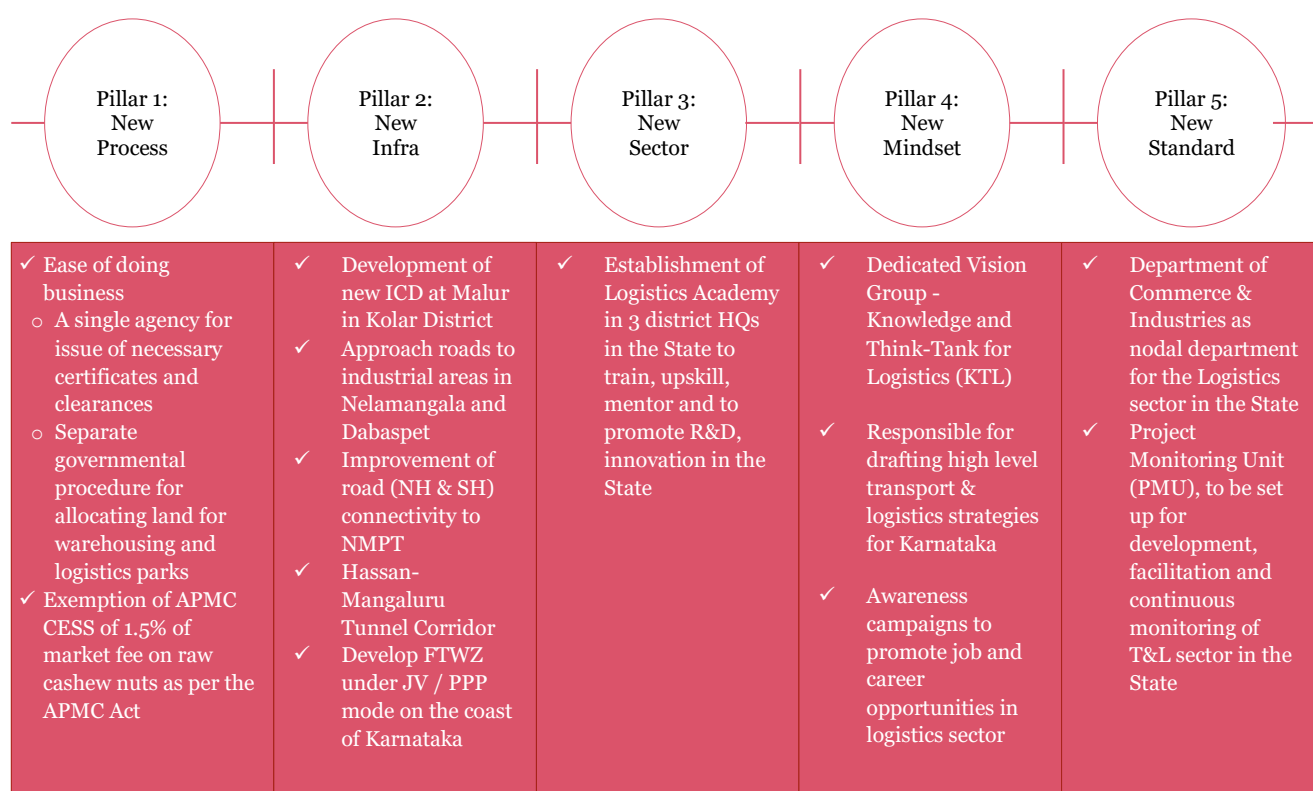 Pillar 1:
New
Process
Pillar 2:
New
Infra
Pillar 3:
New
Sector
Pillar 4:
New
Mindset
Pillar 5:
New
Standard
✓ Ease of doing
business
o A single agency for
issue of necessary
certificates and
clearances
o Separate
governmental
procedure for
allocating land for
warehousing and
logistics parks
✓ Exemption of APMC
CESS of 1.5% of
market fee on raw
cashew nuts as per the
APMC Act
✓ Development of
new ICD at Malur
in Kolar District
✓ Approach roads to
industrial areas in
Nelamangala and
Dabaspet
✓ Improvement of
road (NH & SH)
connectivity to
NMPT
✓ Hassan-
Mangaluru
Tunnel Corridor
✓ Develop FTWZ
under JV / PPP
mode on the coast
of Karnataka
✓ Establishment of
Logistics Academy
in 3 district HQs
in the State to
train, upskill,
mentor and to
promote R&D,
innovation in the
State
✓ Dedicated Vision
Group -
Knowledge and
Think-Tank for
Logistics (KTL)
✓ Responsible for
drafting high level
transport &
logistics strategies
for Karnataka
✓ Awareness
campaigns to
promote job and
career
opportunities in
logistics sector
✓ Department of
Commerce &
Industries as
nodal department
for the Logistics
sector in the State
✓ Project
Monitoring Unit
(PMU), to be set
up for
development,
facilitation and
continuous
monitoring of
T&L sector in the
State